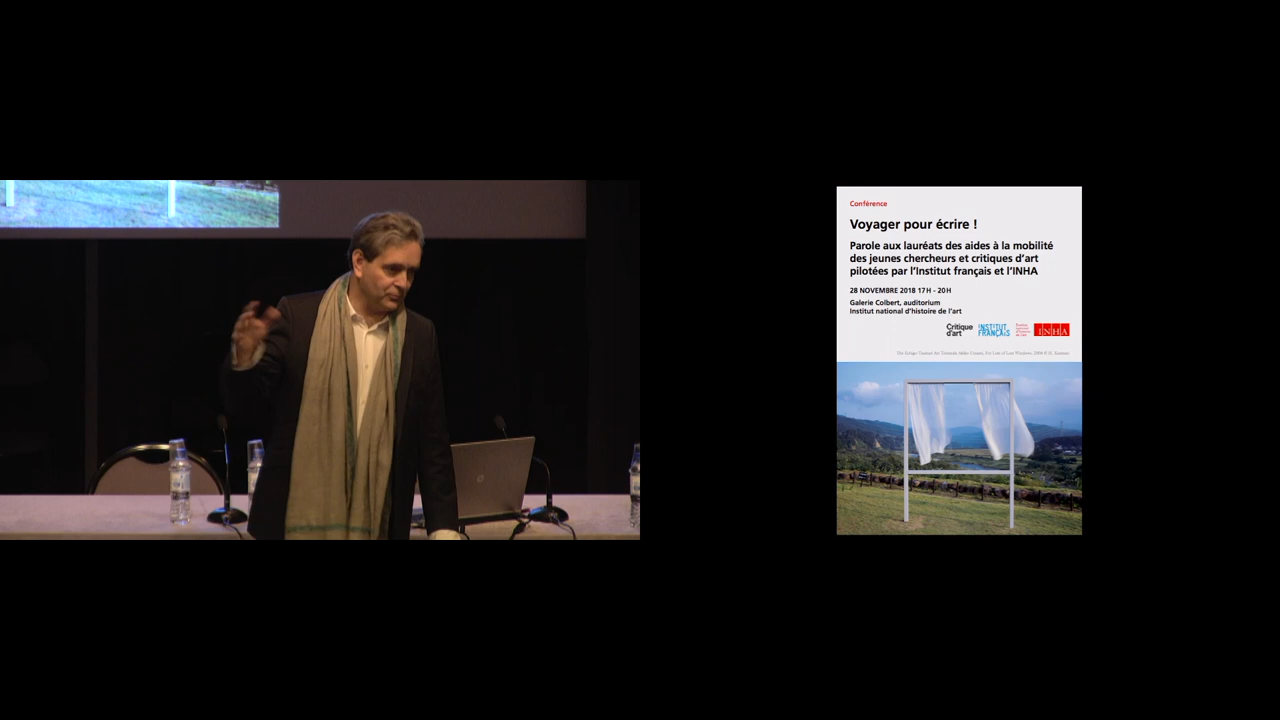 Conférence
Voyager pour écrire !
Parole aux lauréats des aides à la mobilité
des jeunes chercheurs et critiques d'art
pilotées par l'Institut français et l'INHA
28 NOVEMBRE 2018 17 H - 20 H
Galerie Colbert, auditorium
Institut national d'histoire de l'art
Critique
d'art
INSTITUT
FRANÇAIS
INHA